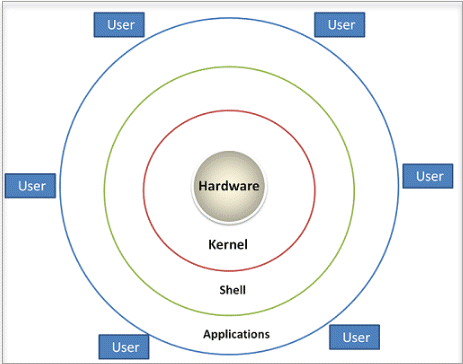 User
User
Hardware
User
User
Kernel
Shell
Applications
User
User